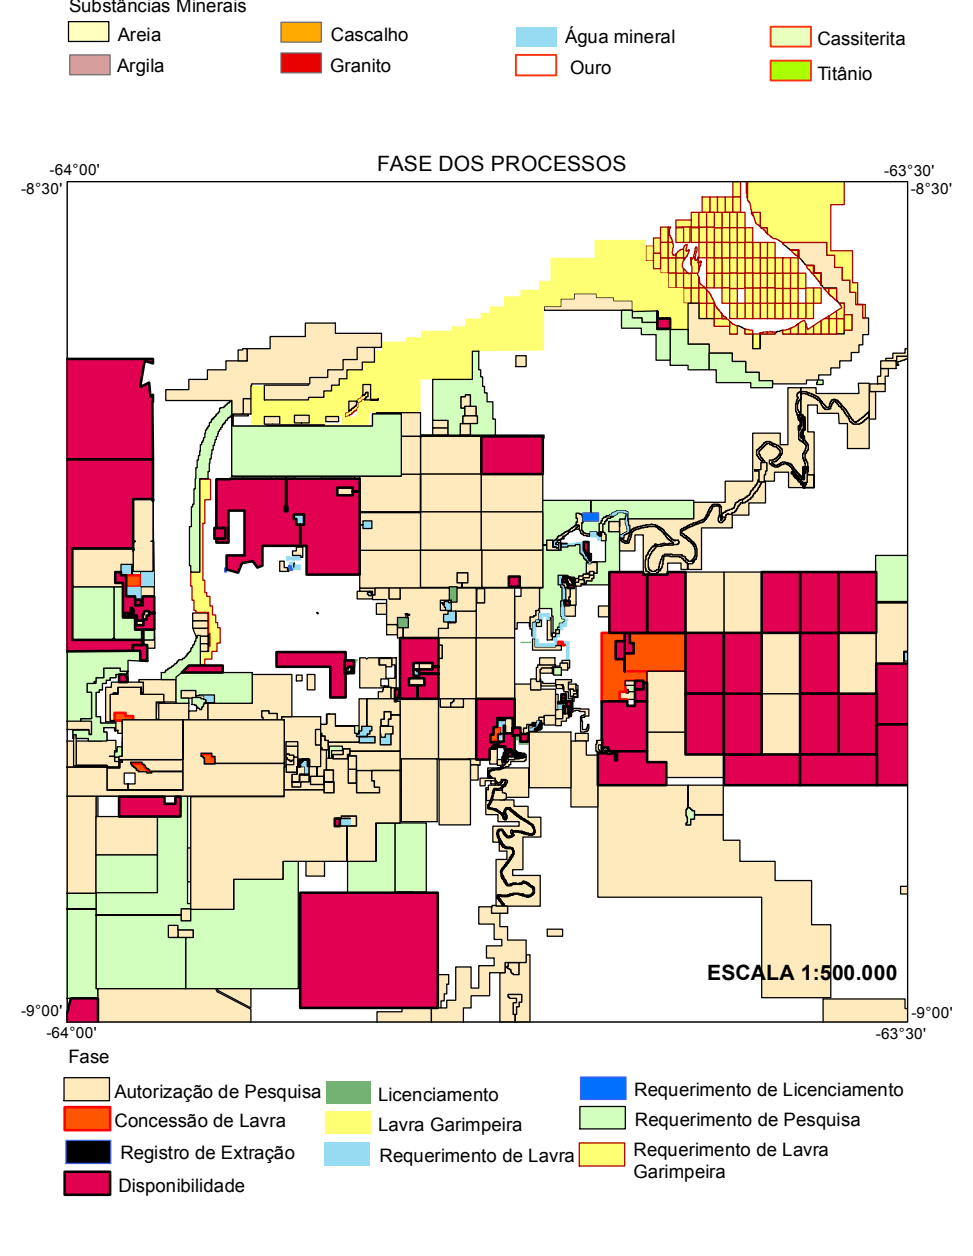 Substâncias Minerais
Areia
Cascalho
Água mineral
Cassiterita
Argila
Granito
Ouro
Titânio
FASE DOS PROCESSOS
-64°00'
-63°30'
-8°30'
-8°30'
ESCALA 1:500.000
-9°00'
-9°00'
-64°00'
-63°30'
Fase
Autorização de Pesquisa
Licenciamento
Requerimento de Licenciamento
Concessão de Lavra
Lavra Garimpeira
Requerimento de Pesquisa
Registro de Extração
Requerimento de Lavra
Requerimento de Lavra
Garimpeira
Disponibilidade